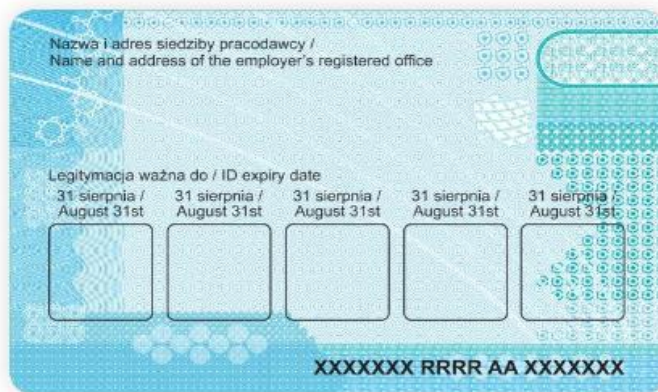 Nazwa i adres siedziby pracodawcy /
Name and address of the employer's registered office
Legitymacja ważna do / ID expiry date
31 sierpnia / 31 sierpnia / 31 sierpnia / 31 sierpnia / 31 sierpnia /
August 31st August 31st August 31st August 31st August 31st
XXXXXXX RRRR AA XXXXXXX